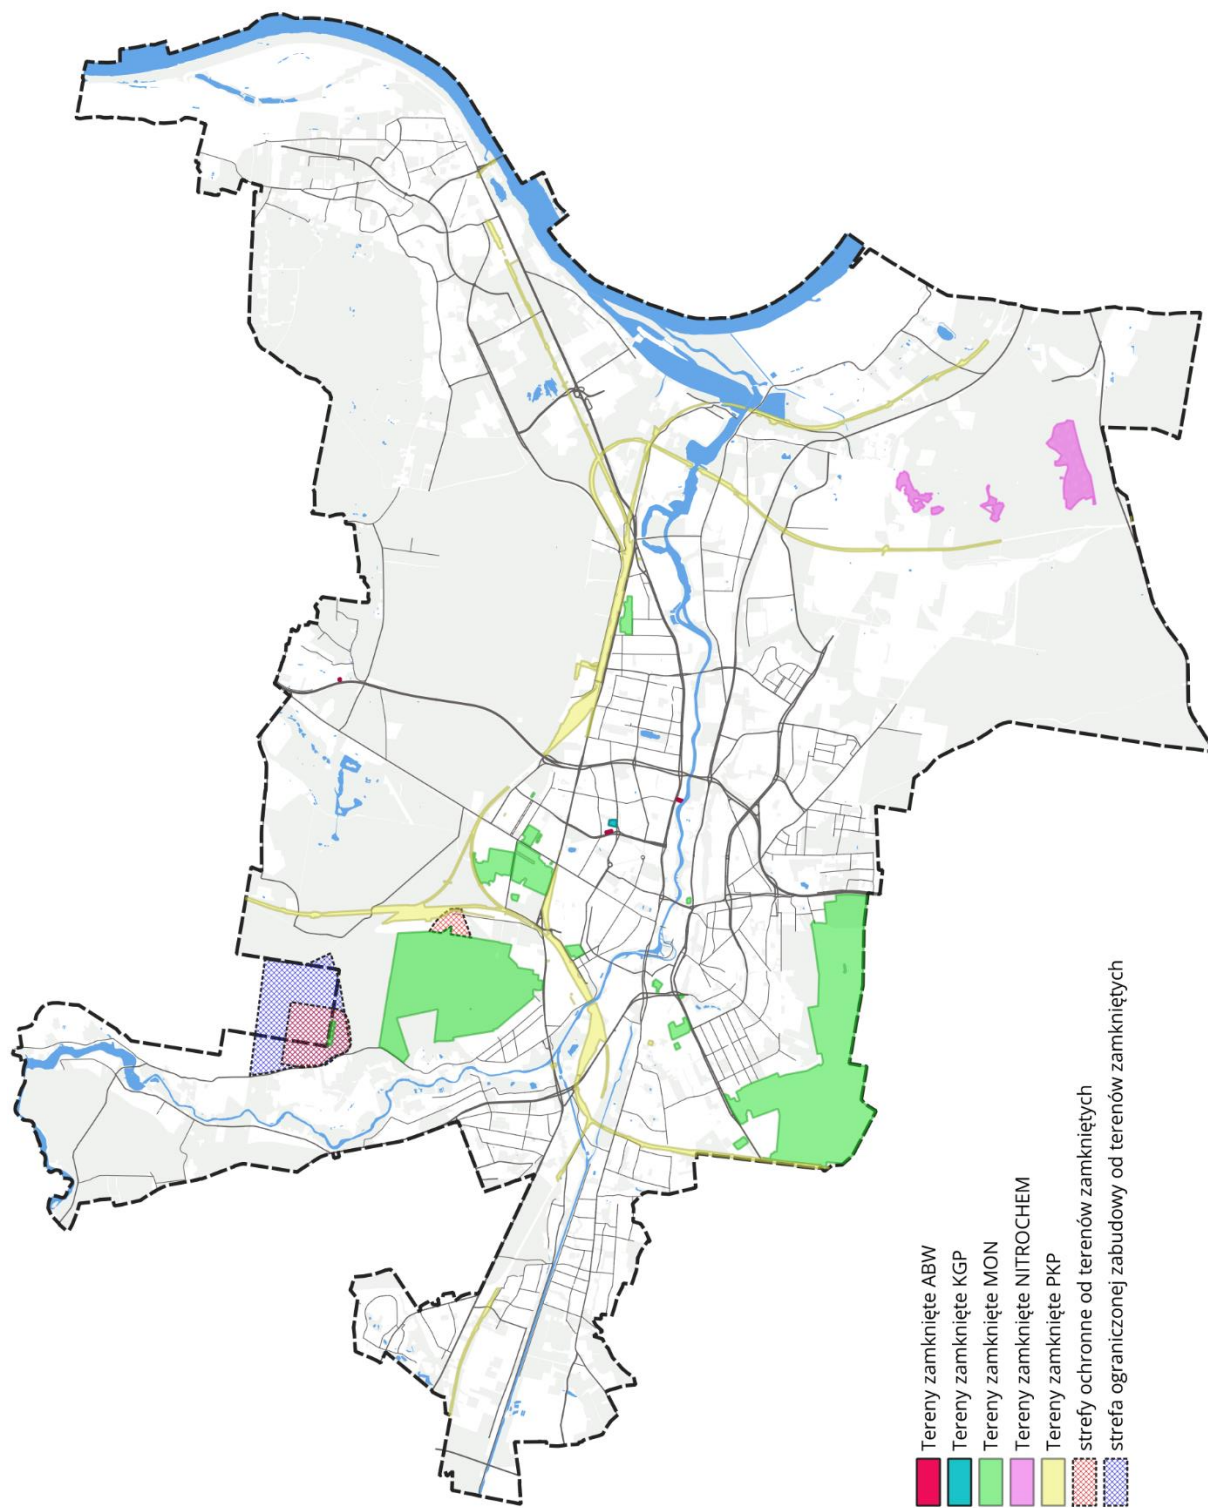 Tereny zamknięte ABW
Tereny zamknięte KGP
Tereny zamknięte MON
Tereny zamknięte NITROCHEM
Tereny zamknięte PKP
strefy ochronne od terenów zamkniętych
strefa ograniczonej zabudowy od terenów zamkniętych